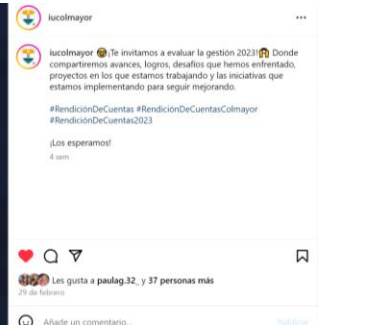 iucolmayor
iucolmayor 🤓¡Te invitamos a evaluar la gestión 2023!🙋 Donde
compartiremos avances, logros, desafíos que hemos enfrentado,
proyectos en los que estamos trabajando y las iniciativas que
estamos implementando para seguir mejorando.
#RendiciónDeCuentas #RendiciónDeCuentasColmayor
#RendiciónDeCuentas2023
¡Los esperamos!
4 sem
Les gusta a paulag.32_ y 37 personas más
29 de febrero
Añade un comentario...
Publicar